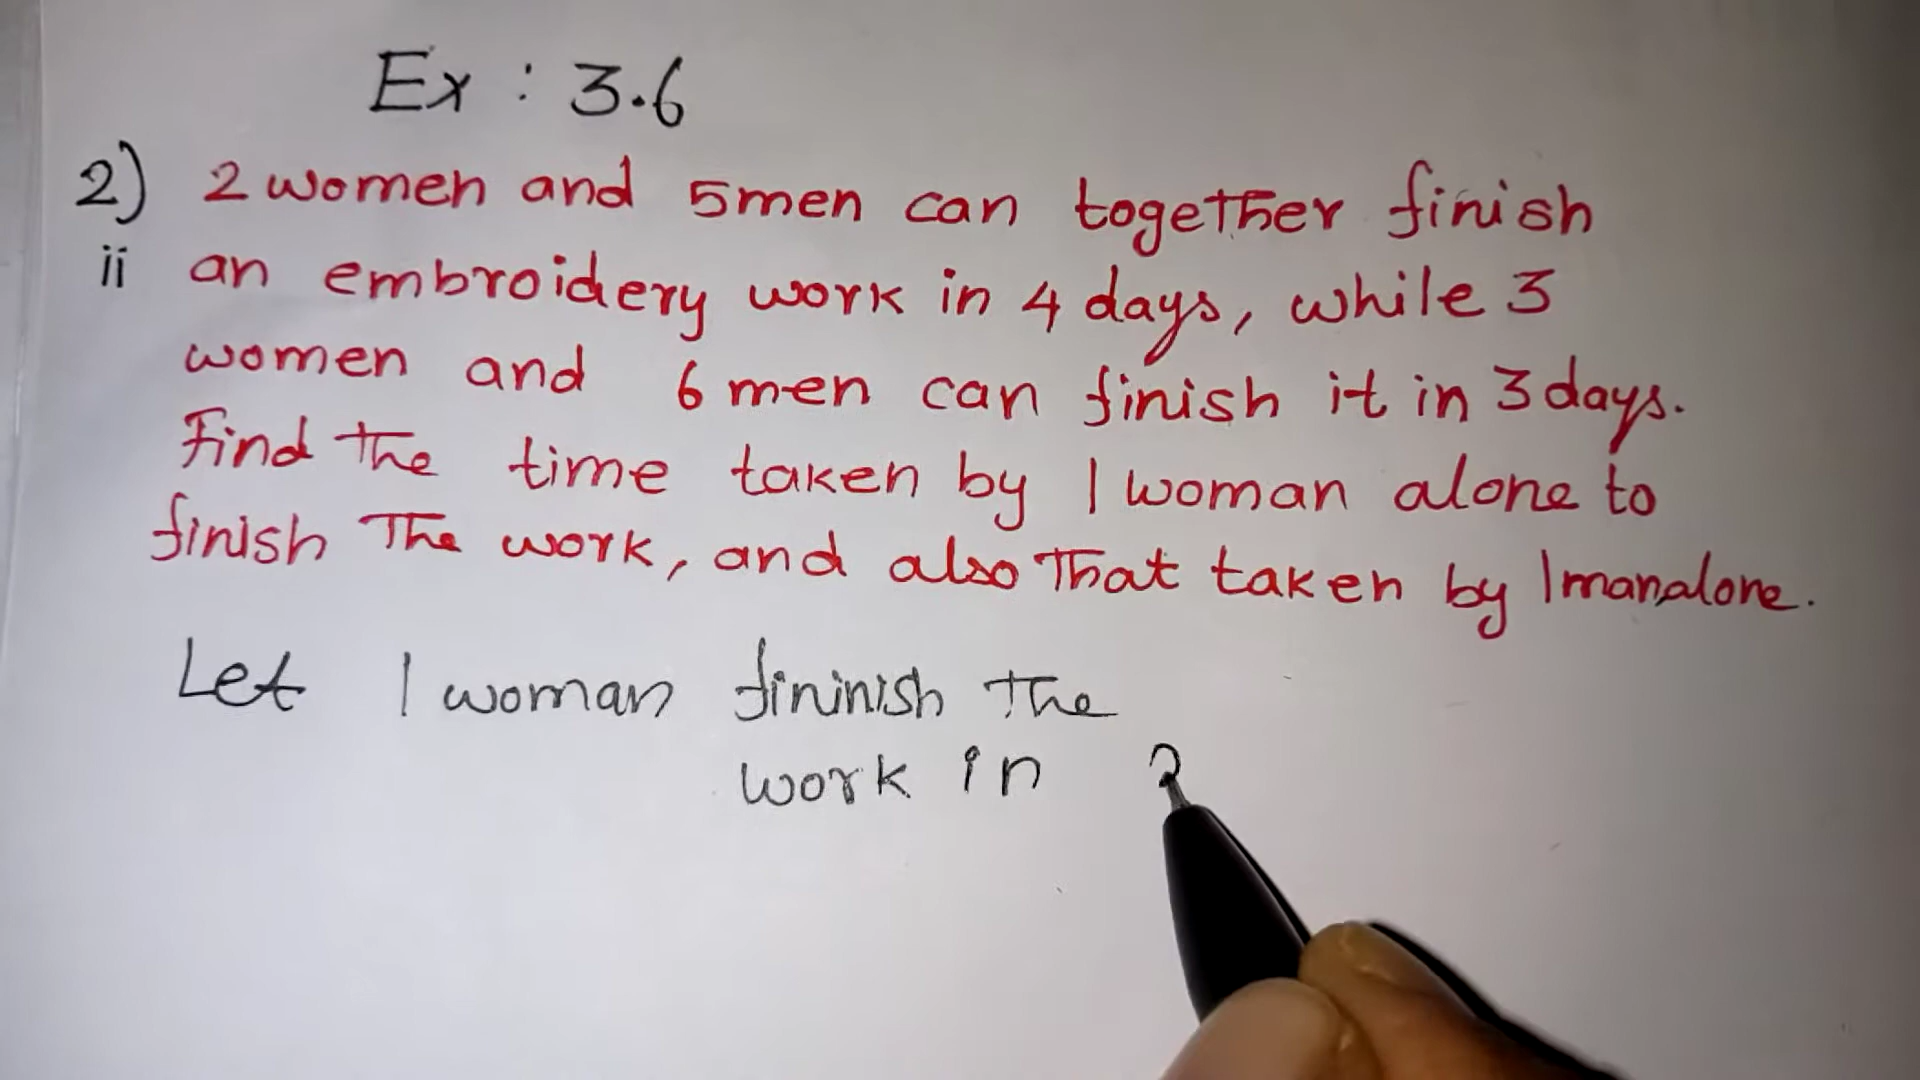 Ex : 3.6
2) 2 women and 5 men can together finish
ii an embroidery work in 4 days, while 3
women and 6 men can finish it in 3 days.
Find the time taken by 1 woman alone to
finish The work, and also That taken by 1 man alone.
Let 1 woman fininish the
work in